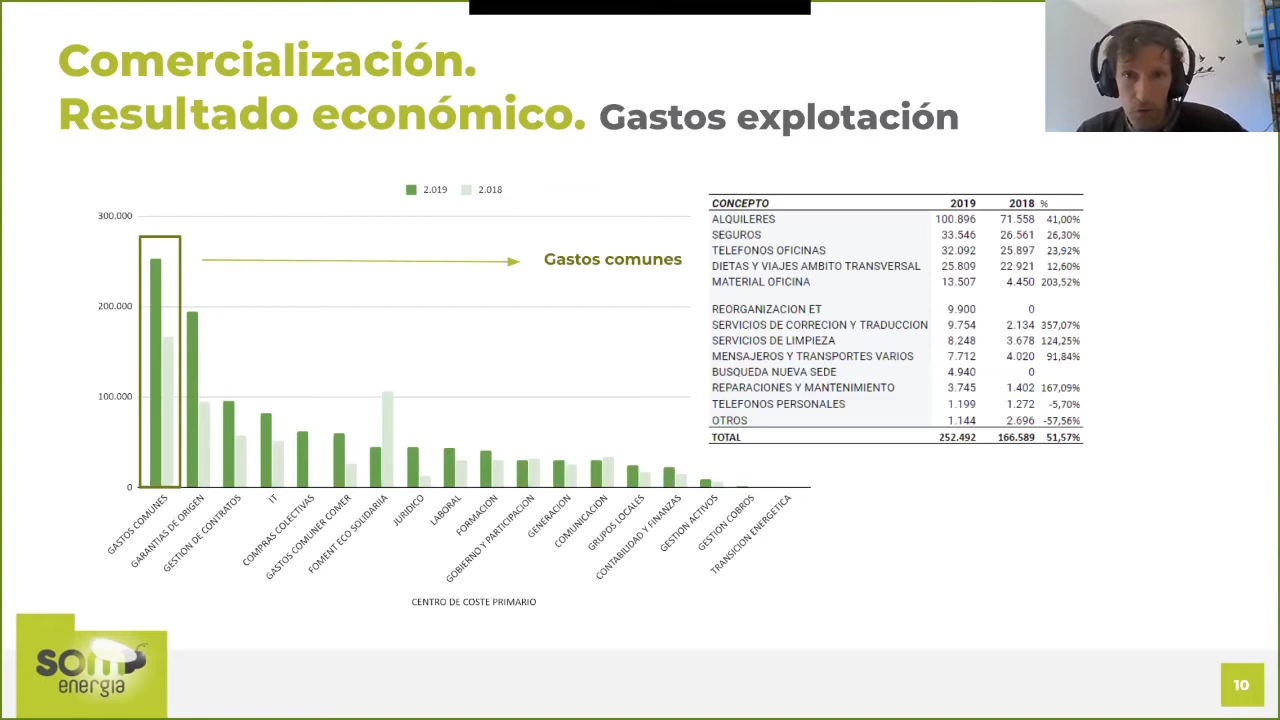 Comercialización.
Resultado económico. Gastos explotación
2.019 2.018
300.000
200.000
100.000
0
Gastos comunes
GASTOS COMUNES
GARANTIAS DE ORIGEN
GESTION DE CONTRATOS
IT
COMPRAS COLECTIVAS
GASTOS COMUNER COMER
FOMENT ECO SOLIDARIIA
JURIDICO
LABORAL
FORMACION
GOBIERNO Y PARTICIPACION
GENERACION
COMUNICACION
GRUPOS LOCALES
CONTABILIDAD Y FINANZAS
GESTION ACTIVOS
GESTION COBROS
TRANSICION ENERGETICA
CENTRO DE COSTE PRIMARIO
CONCEPTO 2019 2018 %
ALQUILERES 100.896 71.558 41,00%
SEGUROS 33.546 26.561 26,30%
TELEFONOS OFICINAS 32.092 25.897 23,92%
DIETAS Y VIAJES AMBITO TRANSVERSAL 25.809 22.921 12,60%
MATERIAL OFICINA 13.507 4.450 203,52%
REORGANIZACION ET 9.900 0
SERVICIOS DE CORRECION Y TRADUCCION 9.754 2.134 357,07%
SERVICIOS DE LIMPIEZA 8.248 3.678 124,25%
MENSAJEROS Y TRANSPORTES VARIOS 7.712 4.020 91,84%
BUSQUEDA NUEVA SEDE 4.940 0
REPARACIONES Y MANTENIMIENTO 3.745 1.402 167,09%
TELEFONOS PERSONALES 1.199 1.272 -5,70%
OTROS 1.144 2.696 -57,56%
TOTAL 252.492 166.589 51,57%
som
energia
10